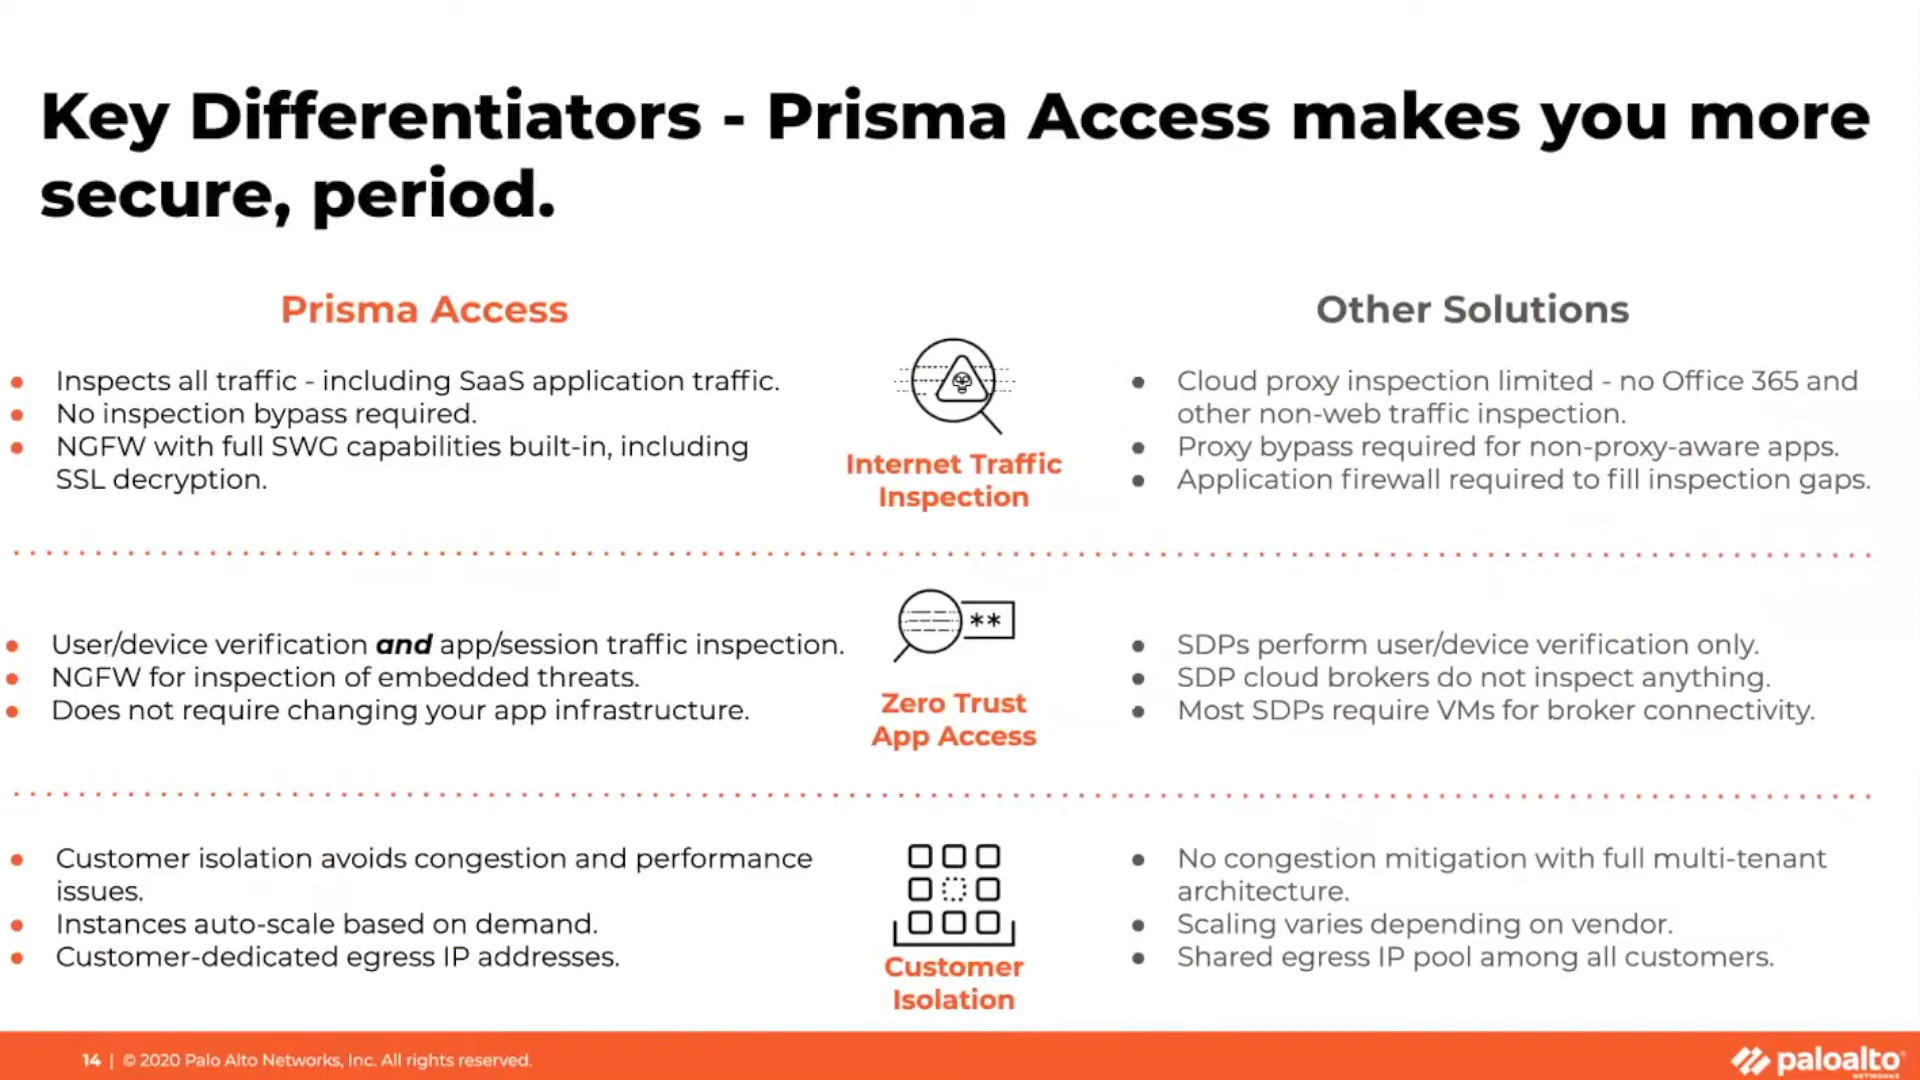 Key Differentiators - Prisma Access makes you more
secure, period.
Prisma Access
Other Solutions
• Inspects all traffic - including SaaS application traffic.
• No inspection bypass required.
• NGFW with full SWG capabilities built-in, including
SSL decryption.
Internet Traffic
Inspection
• Cloud proxy inspection limited - no Office 365 and
other non-web traffic inspection.
• Proxy bypass required for non-proxy-aware apps.
• Application firewall required to fill inspection gaps.
• User/device verification and app/session traffic inspection.
• NGFW for inspection of embedded threats.
• Does not require changing your app infrastructure.
**
Zero Trust
App Access
• SDPs perform user/device verification only.
• SDP cloud brokers do not inspect anything.
• Most SDPs require VMs for broker connectivity.
• Customer isolation avoids congestion and performance
issues.
• Instances auto-scale based on demand.
• Customer-dedicated egress IP addresses.
Customer
Isolation
• No congestion mitigation with full multi-tenant
architecture.
• Scaling varies depending on vendor.
• Shared egress IP pool among all customers.
14 | © 2020 Palo Alto Networks, Inc. All rights reserved.
paloalto
NETWORKS